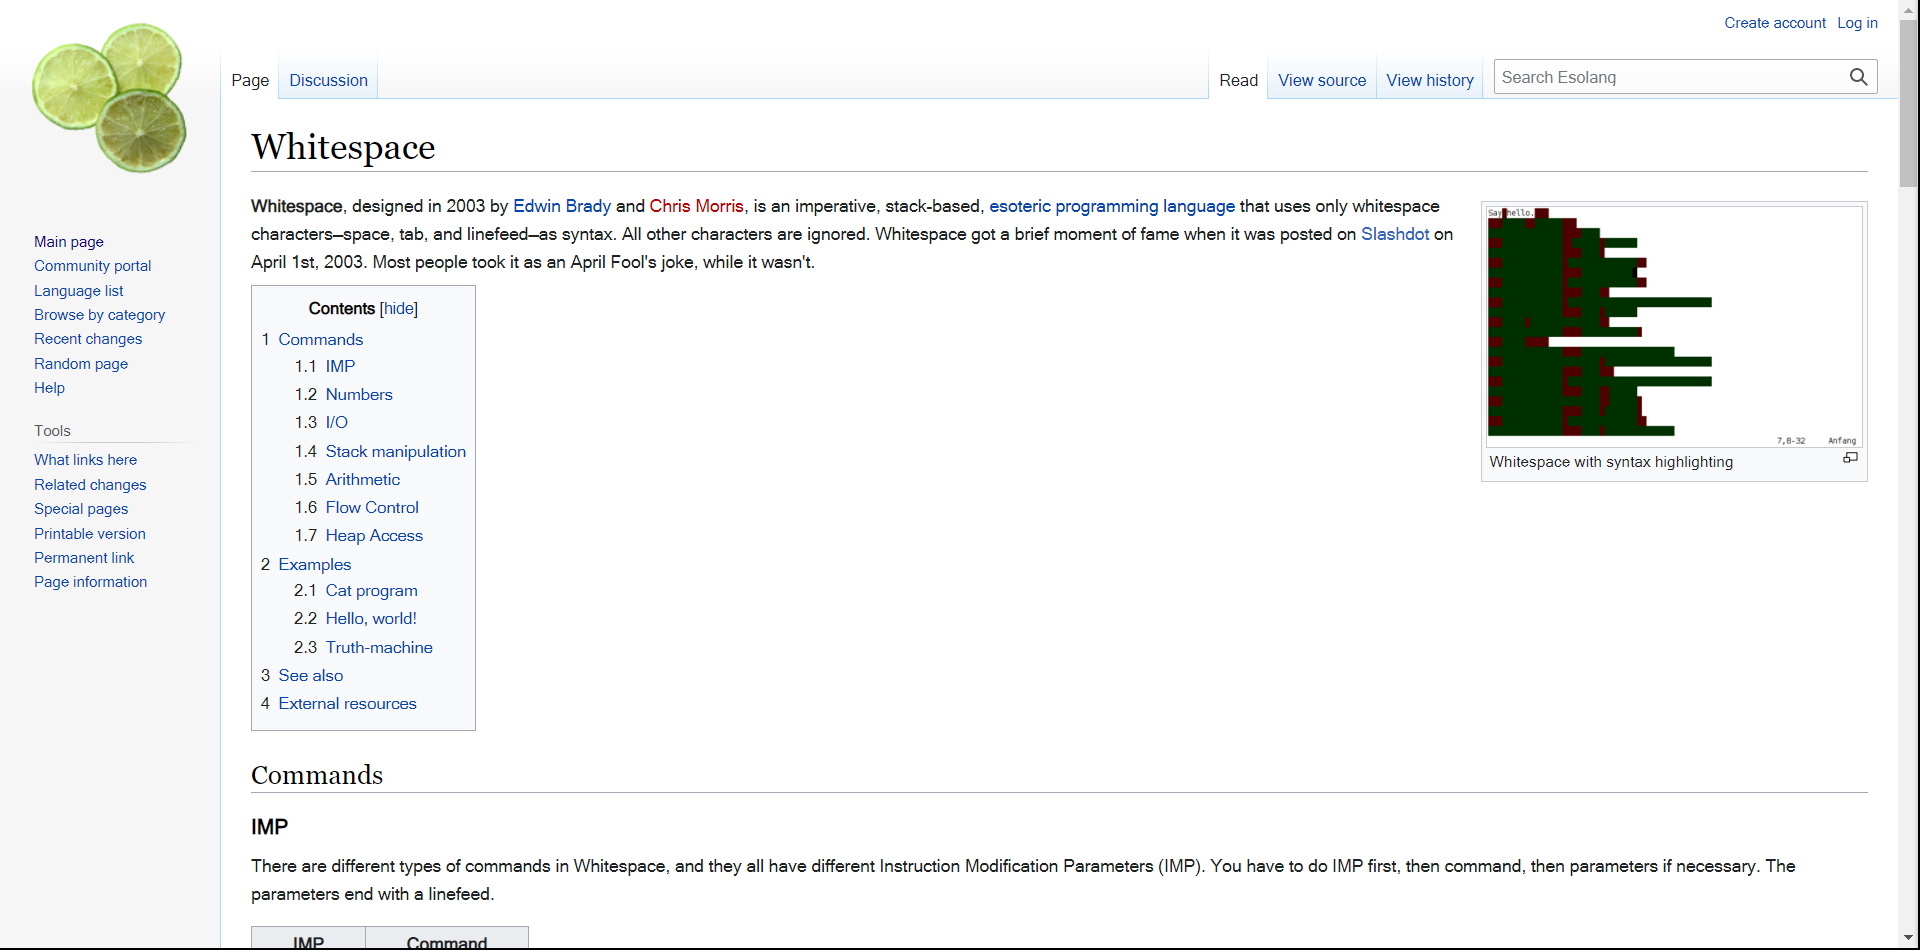 Create account Log in
Page Discussion Read View source View history Search Esolang
Whitespace
Whitespace, designed in 2003 by Edwin Brady and Chris Morris, is an imperative, stack-based, esoteric programming language that uses only whitespace
characters—space, tab, and linefeed—as syntax. All other characters are ignored. Whitespace got a brief moment of fame when it was posted on Slashdot on
April 1st, 2003. Most people took it as an April Fool's joke, while it wasn't.
Say hello.
7,8-32 Anfang
Whitespace with syntax highlighting
Main page
Community portal
Language list
Browse by category
Recent changes
Random page
Help
Tools
What links here
Related changes
Special pages
Printable version
Permanent link
Page information
Contents [hide]
1 Commands
1.1 IMP
1.2 Numbers
1.3 I/O
1.4 Stack manipulation
1.5 Arithmetic
1.6 Flow Control
1.7 Heap Access
2 Examples
2.1 Cat program
2.2 Hello, world!
2.3 Truth-machine
3 See also
4 External resources
Commands
IMP
There are different types of commands in Whitespace, and they all have different Instruction Modification Parameters (IMP). You have to do IMP first, then command, then parameters if necessary. The
parameters end with a linefeed.
IMP Command